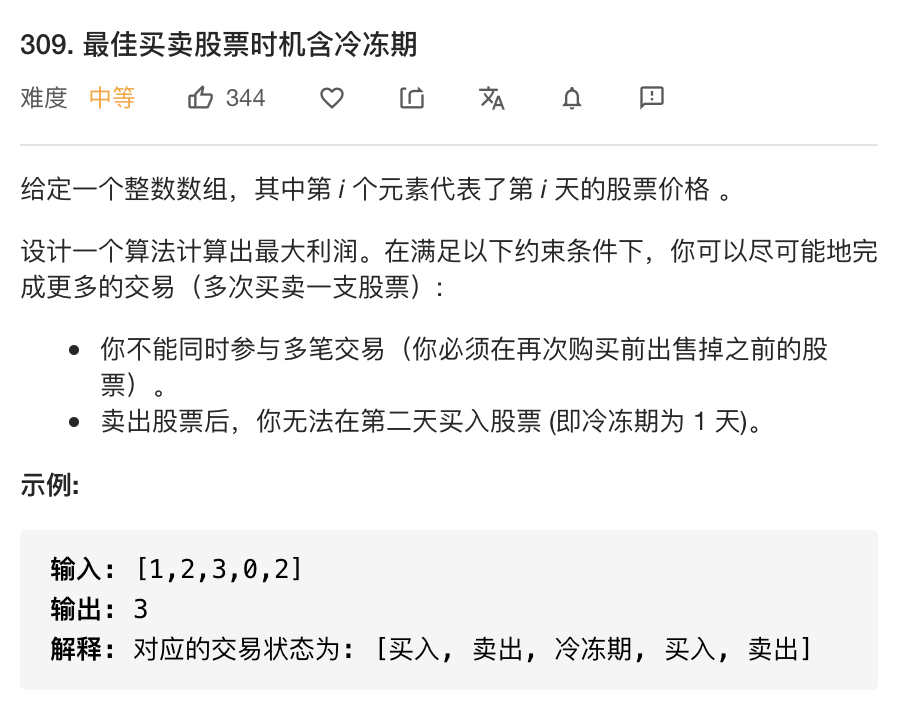 309. 最佳买卖股票时机含冷冻期
难度 中等 344
给定一个整数数组，其中第 i 个元素代表了第 i 天的股票价格 。
设计一个算法计算出最大利润。在满足以下约束条件下，你可以尽可能地完
成更多的交易（多次买卖一支股票）:
• 你不能同时参与多笔交易（你必须在再次购买前出售掉之前的股
票）。
• 卖出股票后，你无法在第二天买入股票 (即冷冻期为 1 天)。
示例:
输入: [1,2,3,0,2]
输出: 3
解释: 对应的交易状态为: [买入, 卖出, 冷冻期, 买入, 卖出]